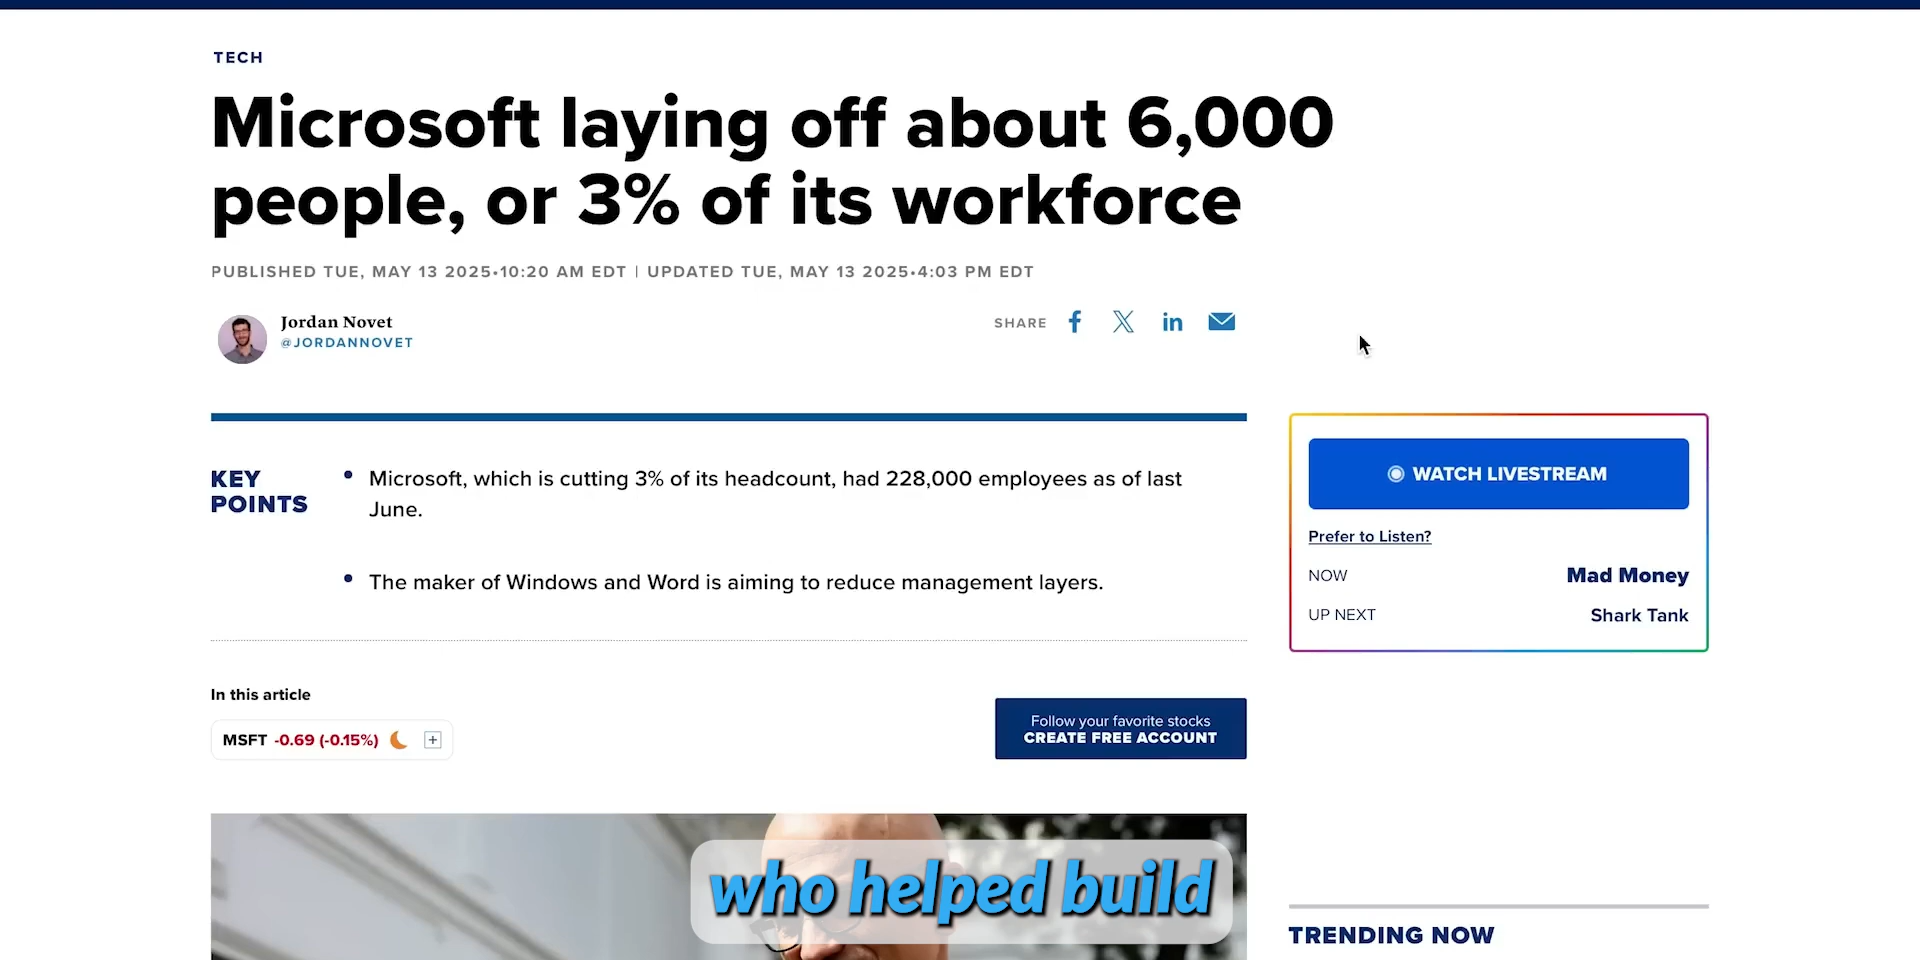 TECH
Microsoft laying off about 6,000
people, or 3% of its workforce
PUBLISHED TUE, MAY 13 2025•10:20 AM EDT | UPDATED TUE, MAY 13 2025•4:03 PM EDT
Jordan Novet
@JORDANNOVET
SHARE
KEY
POINTS
Microsoft, which is cutting 3% of its headcount, had 228,000 employees as of last
June.
The maker of Windows and Word is aiming to reduce management layers.
WATCH LIVESTREAM
Prefer to Listen?
NOW Mad Money
UP NEXT Shark Tank
In this article
MSFT -0.69 (-0.15%)
Follow your favorite stocks
CREATE FREE ACCOUNT
who helped build
TRENDING NOW